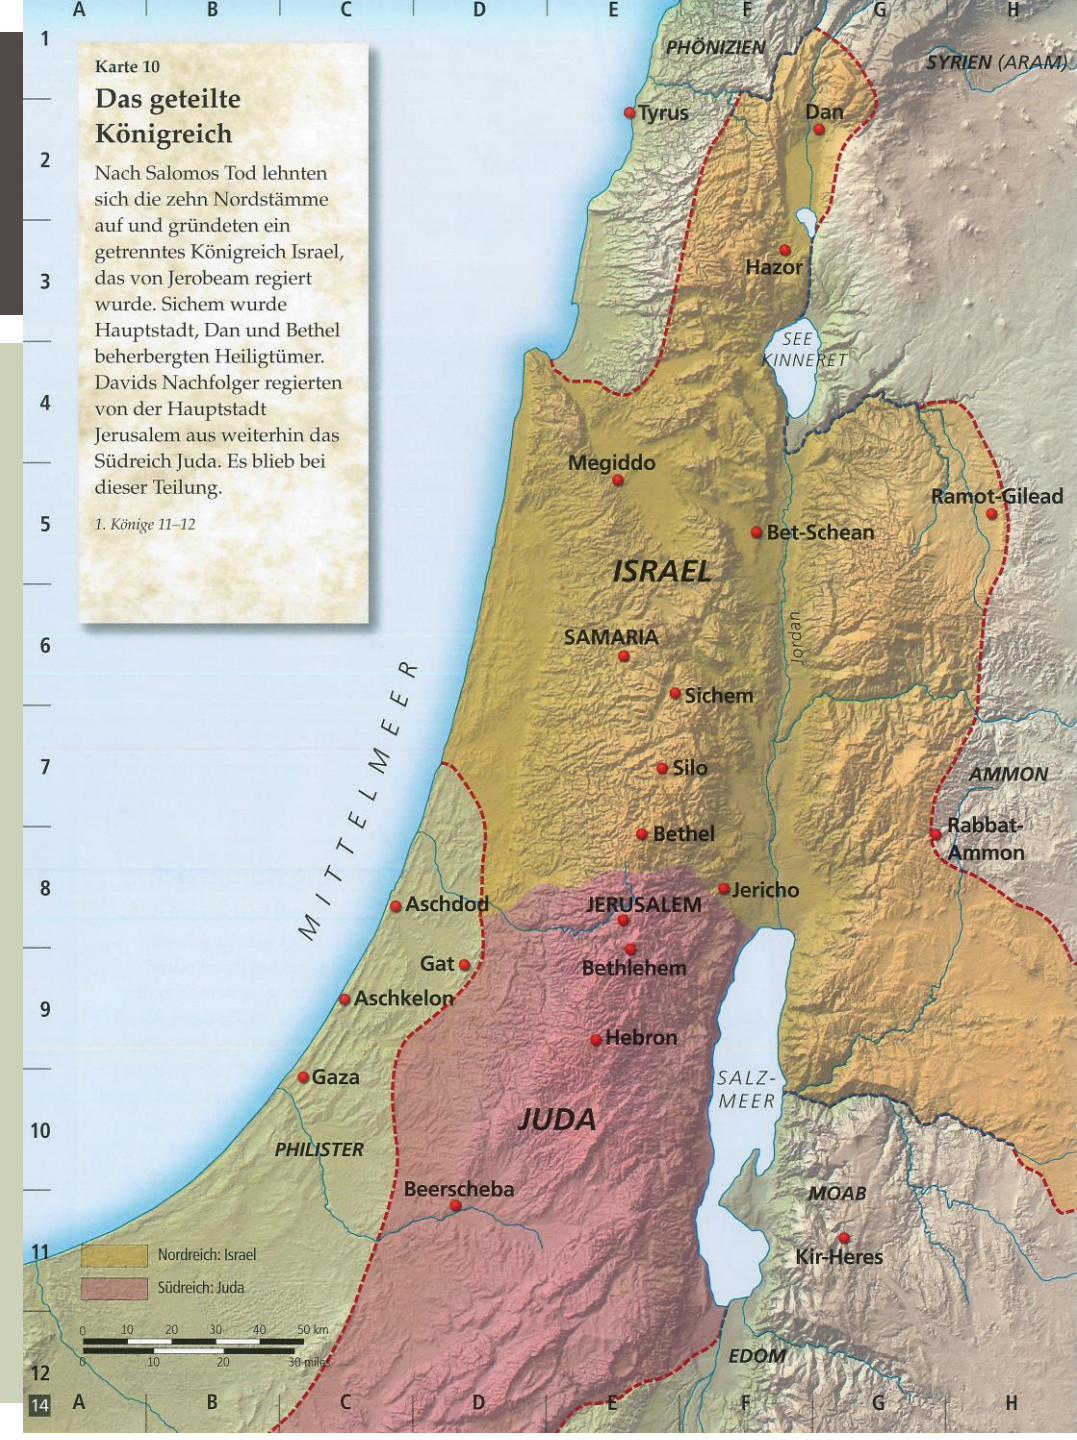 A B C D E F G H
1
PHÖNIZIEN
SYRIEN (ARAM)
Karte 10
Das geteilte
Königreich
Nach Salomos Tod lehnten
sich die zehn Nordstämme
auf und gründeten ein
getrenntes Königreich Israel,
das von Jerobeam regiert
wurde. Sichem wurde
Hauptstadt, Dan und Bethel
beherbergten Heiligtümer.
Davids Nachfolger regierten
von der Hauptstadt
Jerusalem aus weiterhin das
Südreich Juda. Es blieb bei
dieser Teilung.
1. Könige 11–12
Tyrus
Dan
2
Hazor
3
SEE
KINNERET
4
Megiddo
Ramot-Gilead
5
Bet-Schean
ISRAEL
SAMARIA
6
Jordan
Sichem
MITTELMEER
7
Silo
AMMON
Bethel
Rabbat-
Ammon
8
Jericho
Aschdod
JERUSALEM
Gat
Bethlehem
Aschkelon
9
Hebron
Gaza
SALZ-
MEER
JUDA
10
PHILISTER
Beerscheba
MOAB
11
Nordreich: Israel
Kir-Heres
Südreich: Juda
0 10 20 30 40 50 km
0 10 20 30 miles
EDOM
12
14
A B C D E F G H